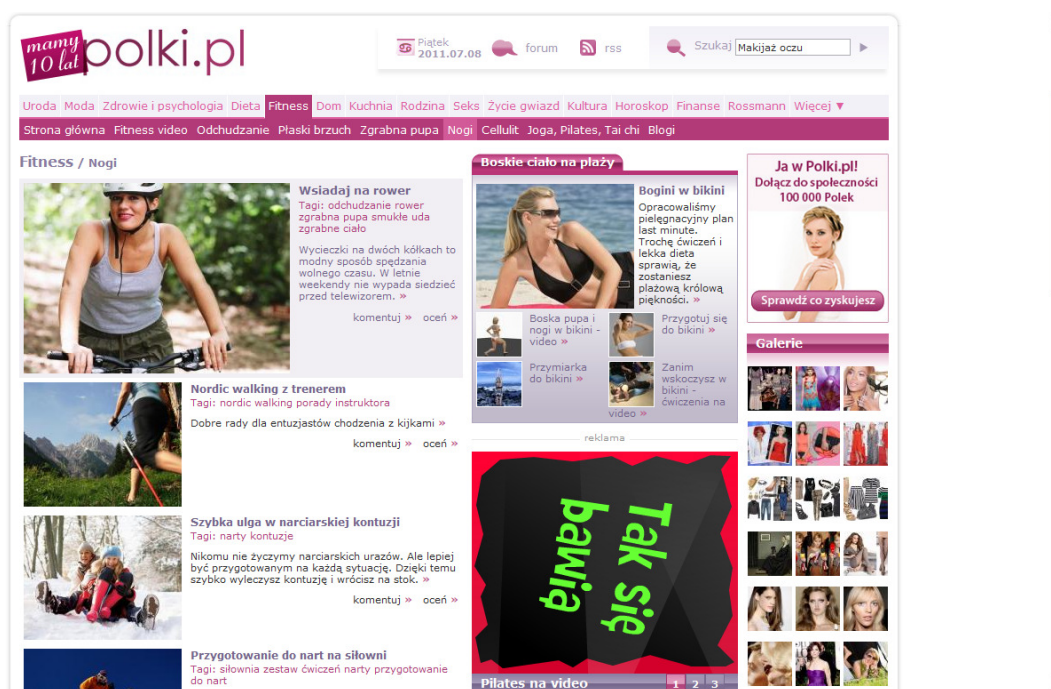 mamy
10 lat
polki.pl
Piątek
2011.07.08
forum
rss
Szukaj
Makijaż oczu
Uroda Moda Zdrowie i psychologia Dieta Fitness Dom Kuchnia Rodzina Seks Życie gwiazd Kultura Horoskop Finanse Rossmann Więcej ▼
Strona główna Fitness video Odchudzanie Płaski brzuch Zgrabna pupa Nogi Cellulit Joga, Pilates, Tai chi Blogi
Fitness / Nogi
Wsiadaj na rower
Tagi: odchudzanie rower
zgrabna pupa smukłe uda
zgrabne ciało
Wycieczki na dwóch kółkach to
modny sposób spędzania
wolnego czasu. W letnie
weekendy nie wypada siedzieć
przed telewizorem. »
komentuj » oceń »
Nordic walking z trenerem
Tagi: nordic walking porady instruktora
Dobre rady dla entuzjastów chodzenia z kijkami »
komentuj » oceń »
Szybka ulga w narciarskiej kontuzji
Tagi: narty kontuzje
Nikomu nie życzymy narciarskich urazów. Ale lepiej
być przygotowanym na każdą sytuację. Dzięki temu
szybko wyleczysz kontuzję i wrócisz na stok. »
komentuj » oceń »
Przygotowanie do nart na siłowni
Tagi: siłownia zestaw ćwiczeń narty przygotowanie
do nart
Boskie ciało na plaży
Bogini w bikini
Opracowaliśmy
pielęgnacyjny plan
last minute.
Trochę ćwiczeń i
lekka dieta
sprawią, że
zostaniesz
plażową królową
piękności. »
Boska pupa i
nogi w bikini -
video »
Przygotuj się
do bikini »
Przymiarka
do bikini »
Zanim
wskoczysz w
bikini -
ćwiczenia na
video »
reklama
Tak się
bawią
Pilates na video
1 2 3
Ja w Polki.pl!
Dołącz do społeczności
100 000 Polek
Sprawdź co zyskujesz
Galerie